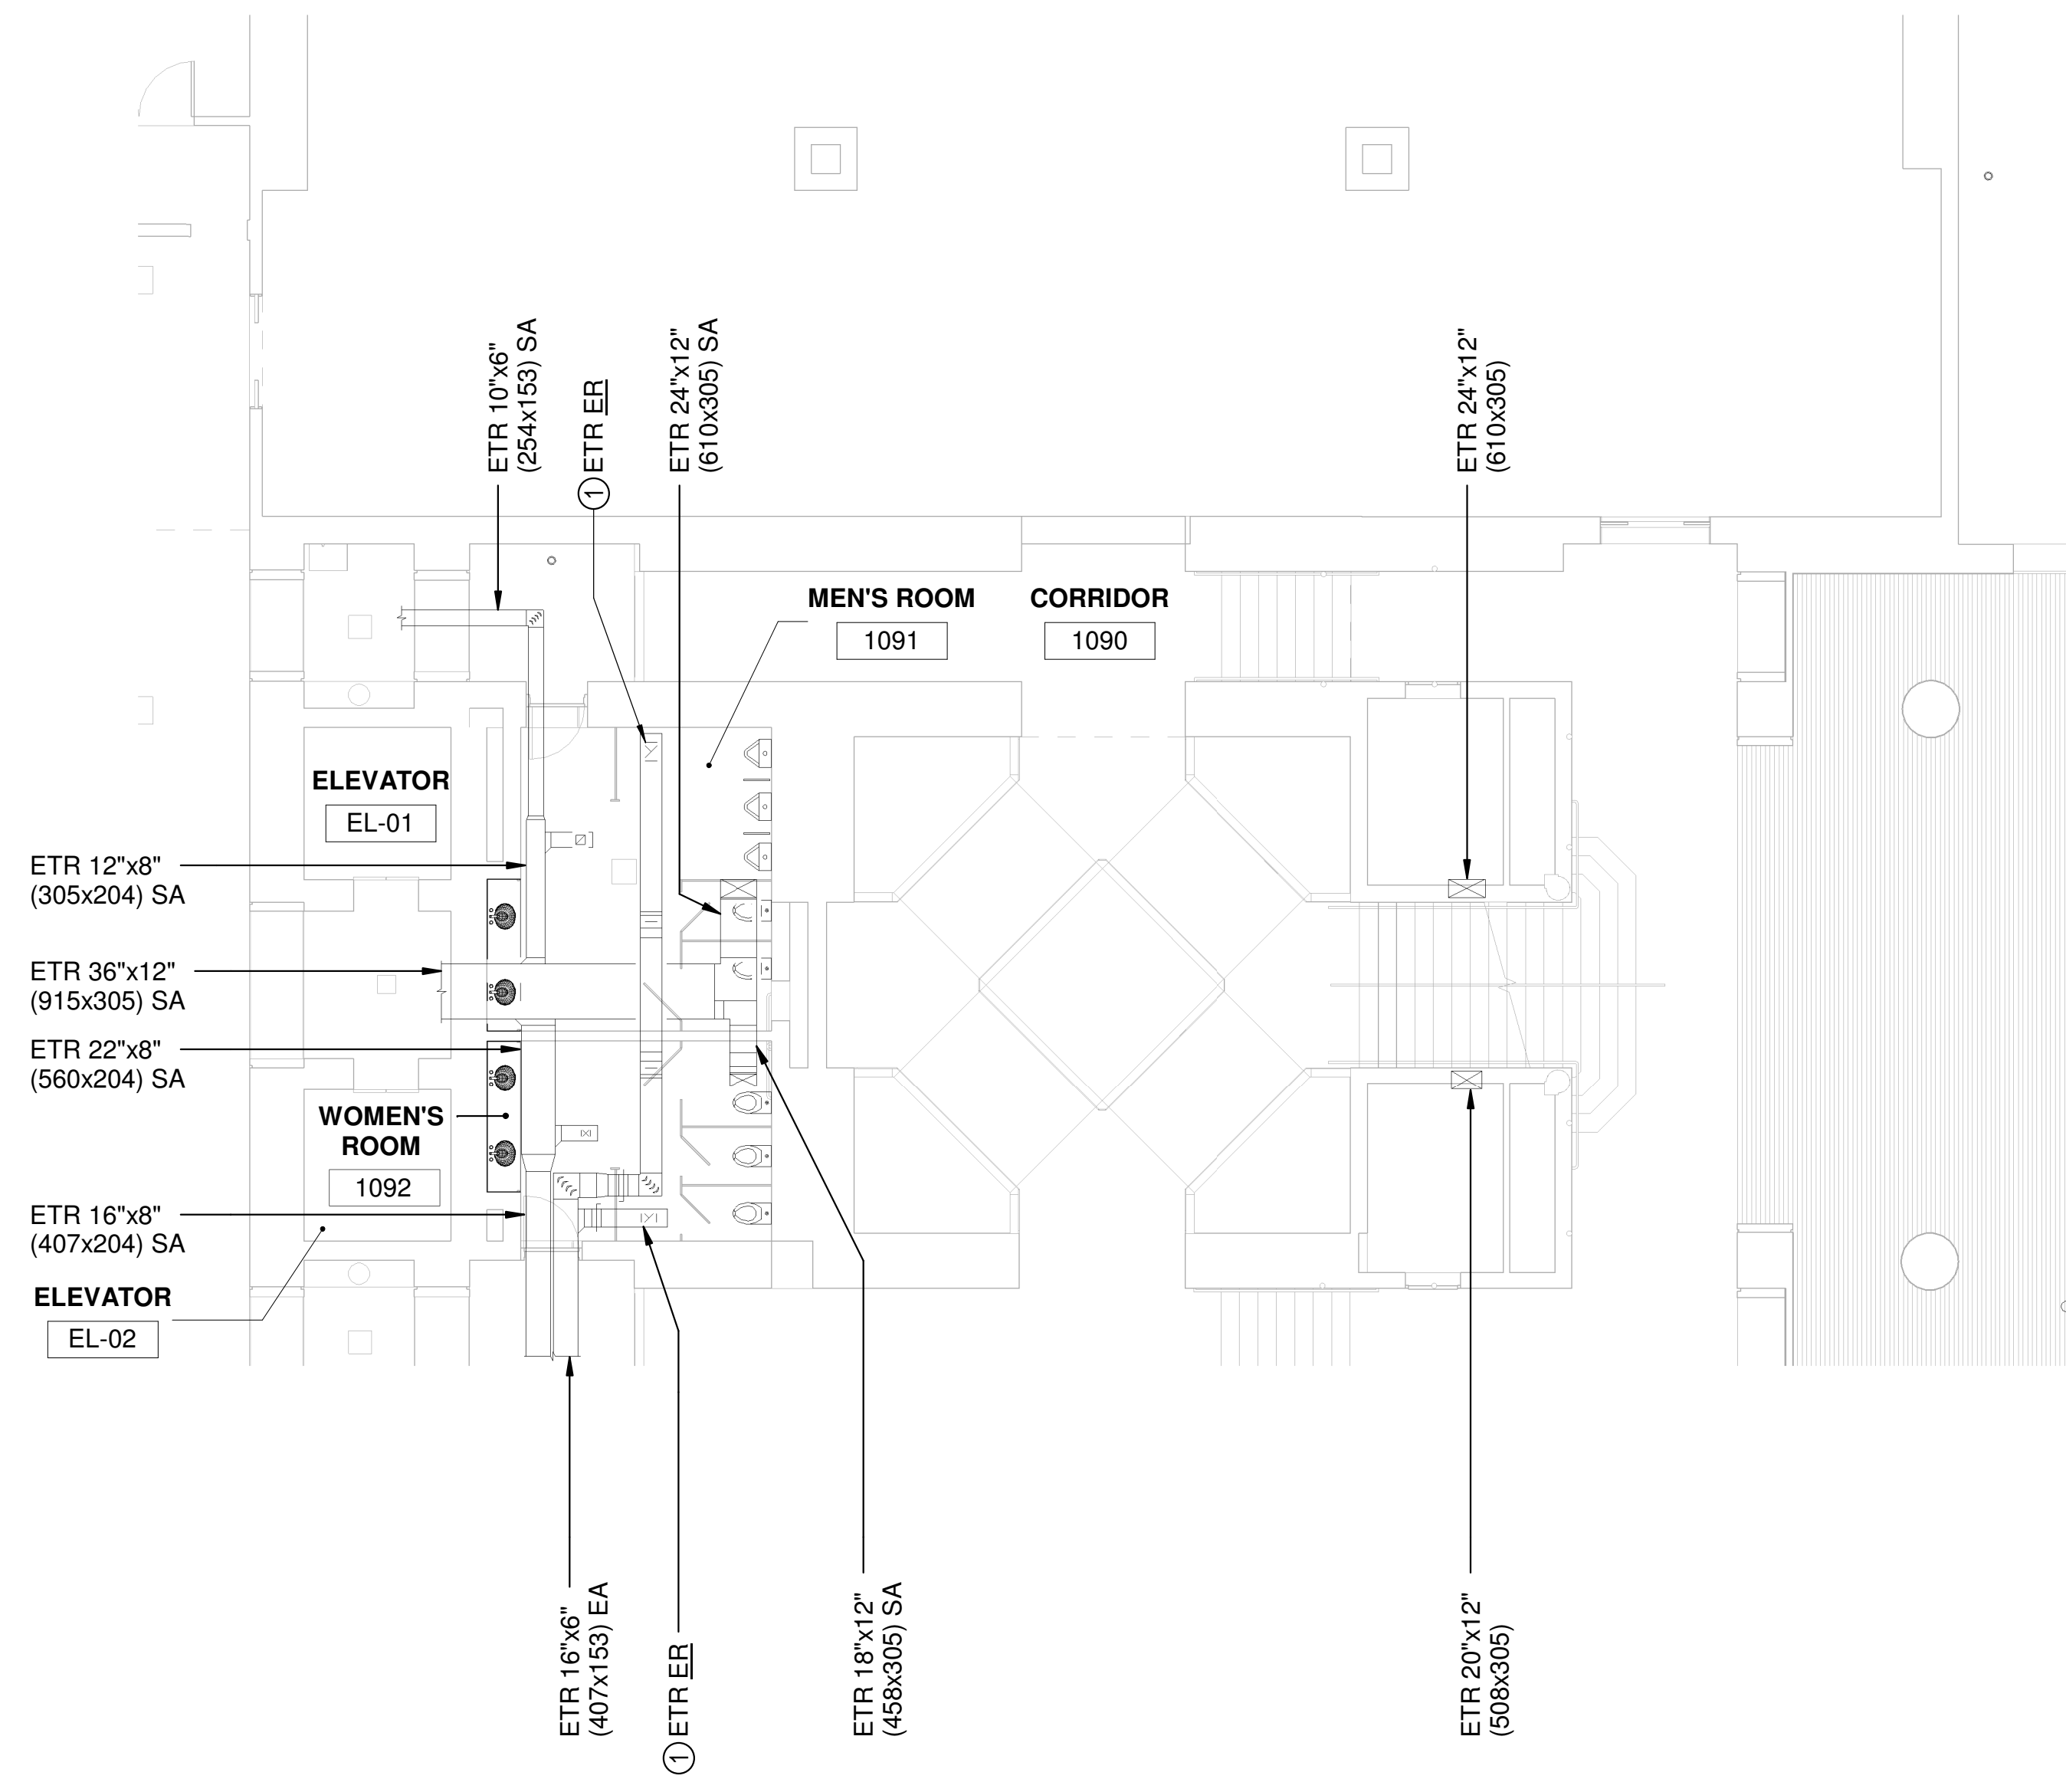 ETR 10"x6"
(254x153) SA
1 ETR ER
ETR 24"x12"
(610x305) SA
ETR 24"x12"
(610x305)
MEN'S ROOM
1091
CORRIDOR
1090
ELEVATOR
EL-01
ETR 12"x8"
(305x204) SA
ETR 36"x12"
(915x305) SA
ETR 22"x8"
(560x204) SA
WOMEN'S
ROOM
1092
ETR 16"x8"
(407x204) SA
ELEVATOR
EL-02
ETR 16"x6"
(407x153) EA
1 ETR ER
ETR 18"x12"
(458x305) SA
ETR 20"x12"
(508x305)